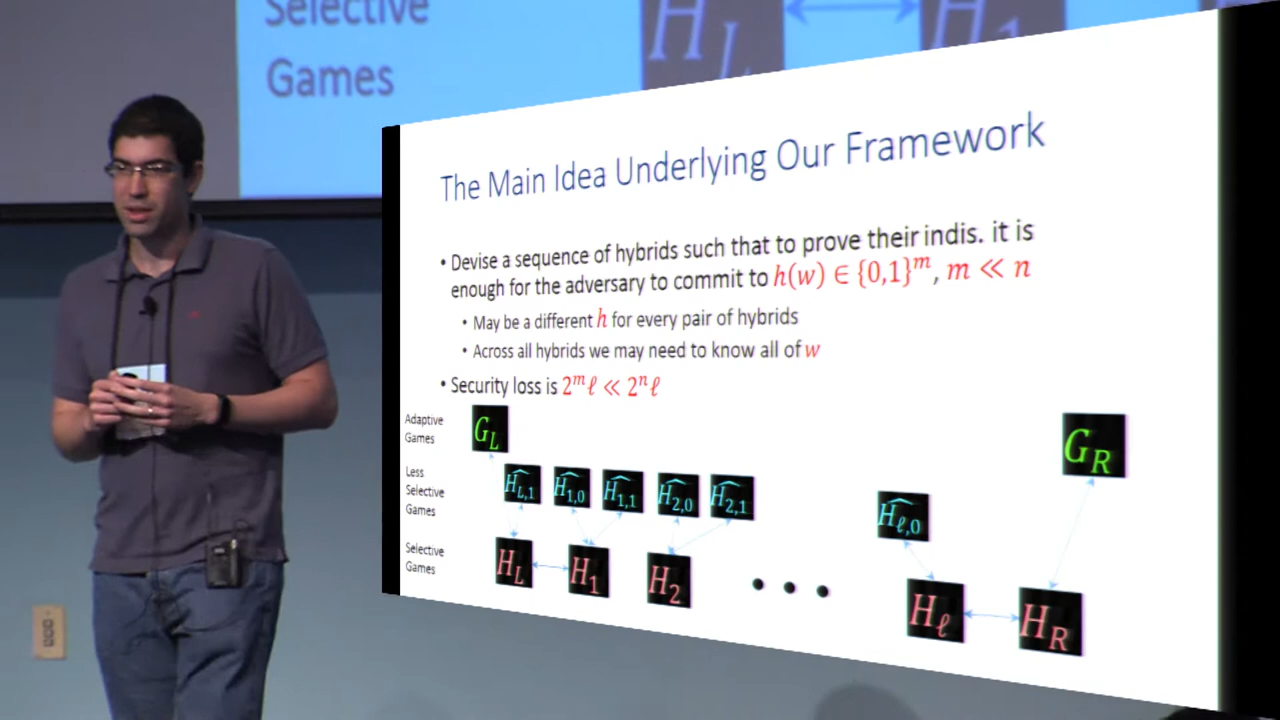 Selective
Games
H_L
The Main Idea Underlying Our Framework
• Devise a sequence of hybrids such that to prove their indis. it is
enough for the adversary to commit to h(w) ∈ {0,1}^m, m ≪ n
• May be a different h for every pair of hybrids
• Across all hybrids we may need to know all of w
• Security loss is 2^m ℓ ≪ 2^n ℓ
Adaptive
Games
G_L
G_R
Less
Selective
Games
Ĥ_{L,1} Ĥ_{1,0} Ĥ_{1,1} Ĥ_{2,0} Ĥ_{2,1} Ĥ_{ℓ,0}
Selective
Games
H_L H_1 H_2 • • • H_ℓ H_R